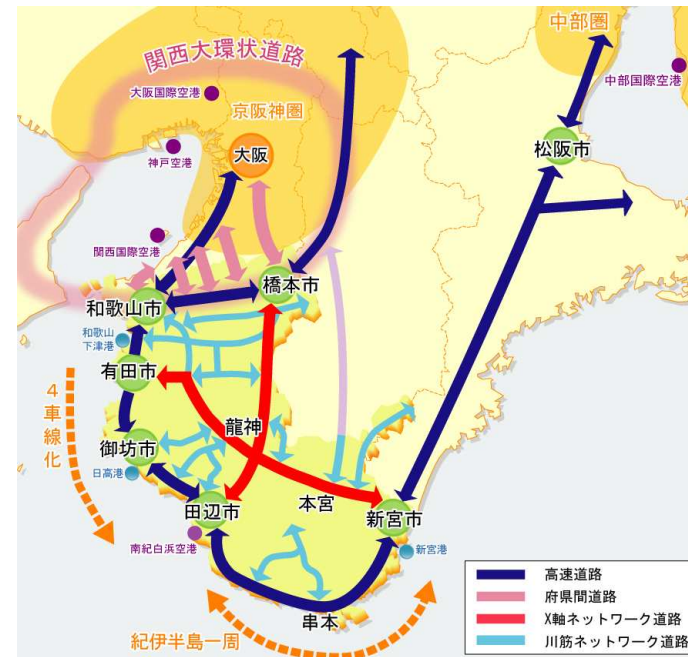 中部圏
関西大環状道路
大阪国際空港
中部国際空港
京阪神圏
大阪
神戸空港
松阪市
関西国際空港
橋本市
和歌山市
和歌山
下津港
有田市
4車線化
龍神
御坊市
日高港
本宮
田辺市
新宮市
南紀白浜空港
新宮港
串本
紀伊半島一周
高速道路
府県間道路
X軸ネットワーク道路
川筋ネットワーク道路